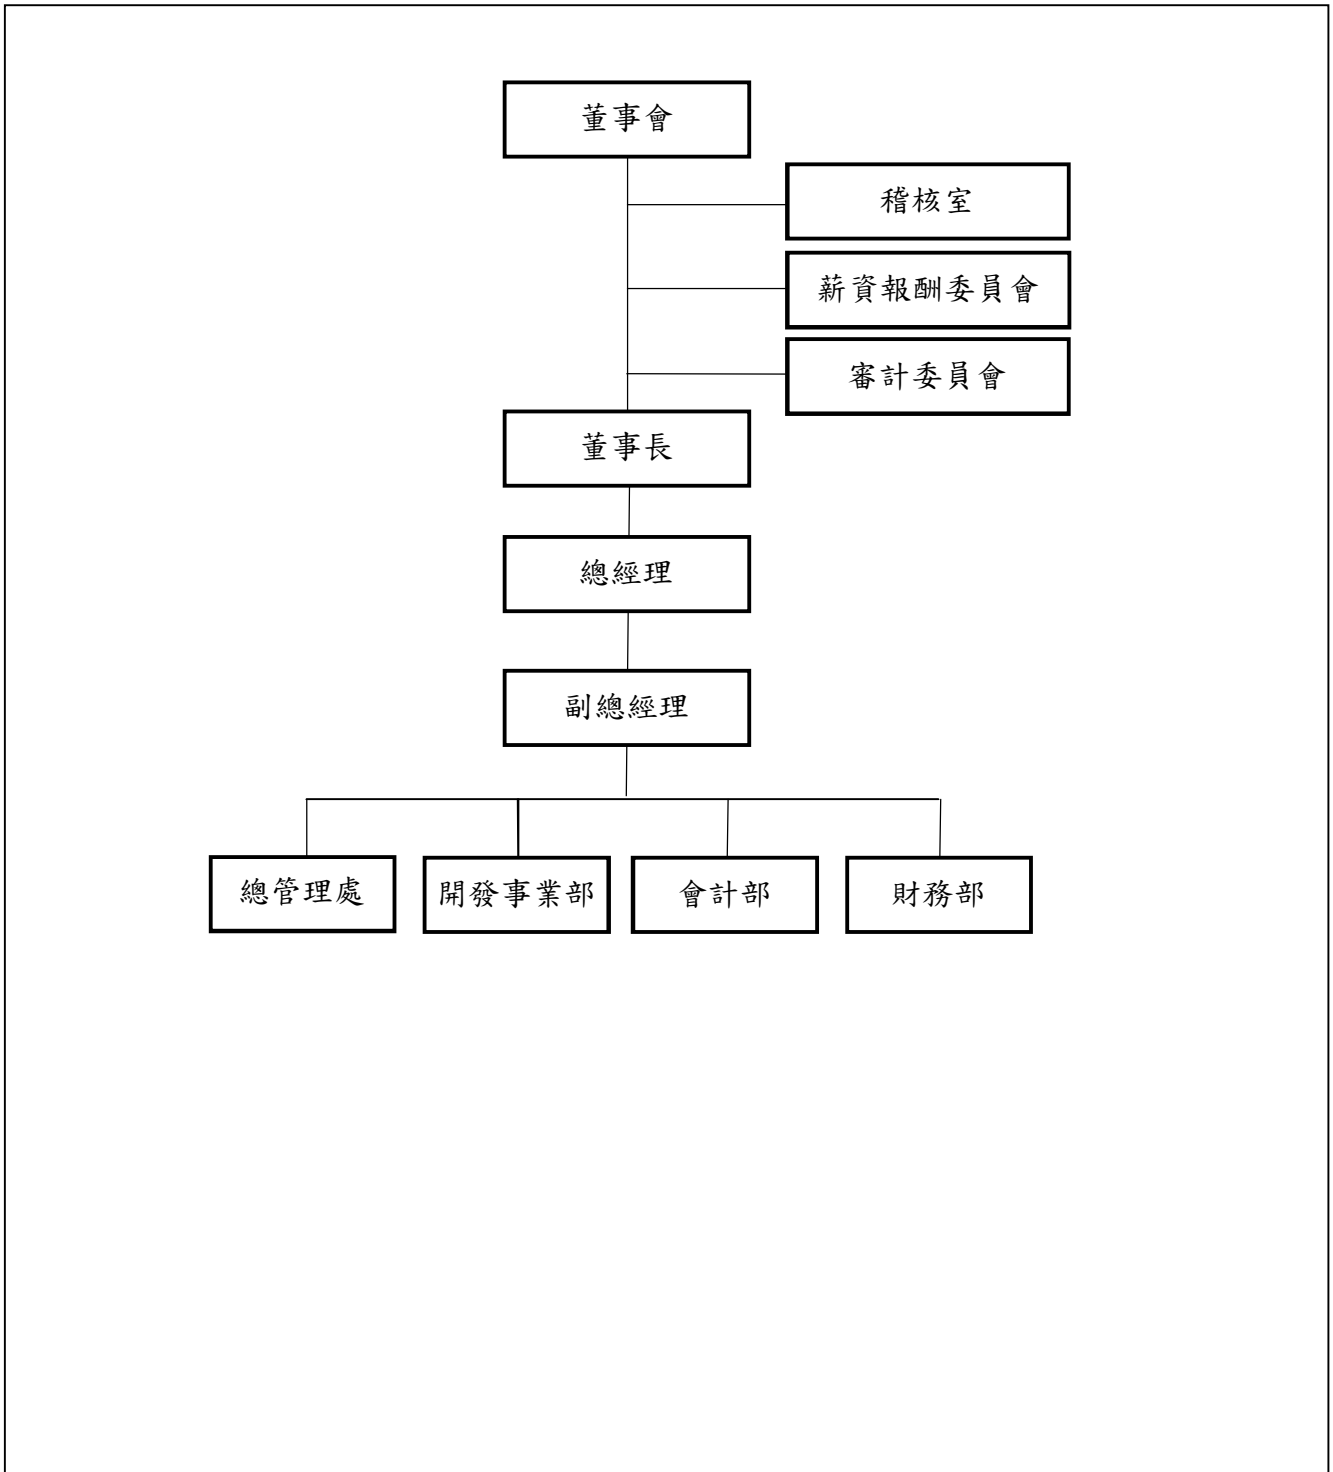 董事會
稽核室
薪資報酬委員會
審計委員會
董事長
總經理
副總經理
總管理處
開發事業部
會計部
財務部